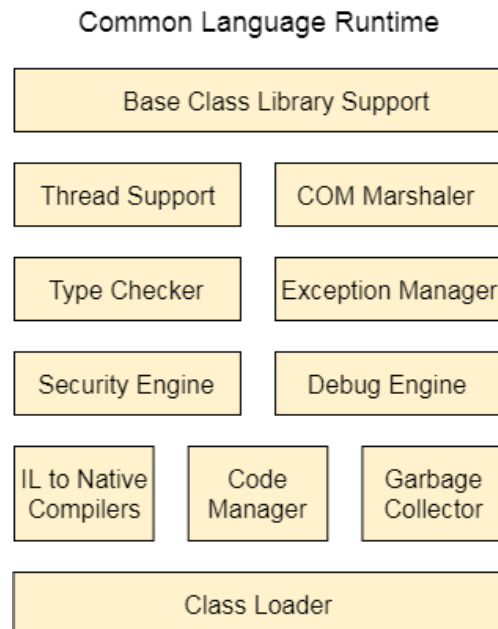 Common Language Runtime
Base Class Library Support
Thread Support
COM Marshaler
Type Checker
Exception Manager
Security Engine
Debug Engine
IL to Native
Compilers
Code
Manager
Garbage
Collector
Class Loader